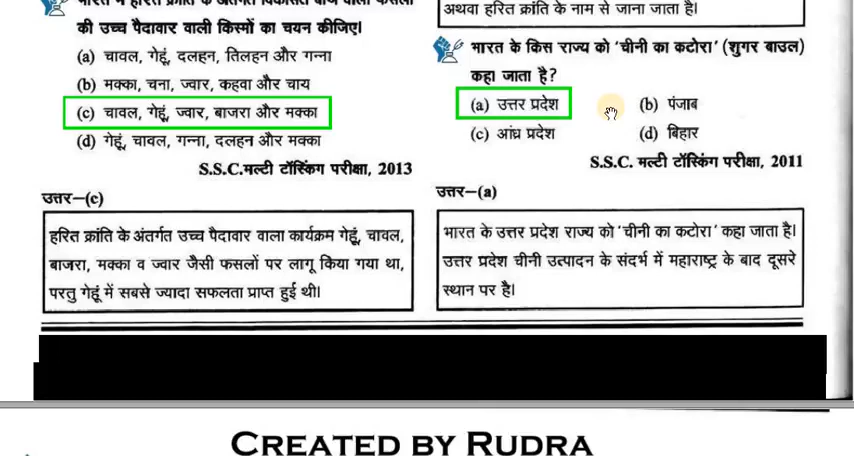 भारत में हरित क्रांति के अंतर्गत विकसित बीज वाली फसलों
की उच्च पैदावार वाली किस्मों का चयन कीजिए।
(a) चावल, गेहूं, दलहन, तिलहन और गन्ना
(b) मक्का, चना, ज्वार, कहवा और चाय
(c) चावल, गेहूं, ज्वार, बाजरा और मक्का
(d) गेहूं, चावल, गन्ना, दलहन और मक्का
S.S.C.मल्टी टॉस्किंग परीक्षा, 2013
उत्तर—(c)
हरित क्रांति के अंतर्गत उच्च पैदावार वाला कार्यक्रम गेहूं, चावल,
बाजरा, मक्का व ज्वार जैसी फसलों पर लागू किया गया था,
परतु गेहूं में सबसे ज्यादा सफलता प्राप्त हुई थी।
अथवा हरित क्रांति के नाम से जाना जाता है।
भारत के किस राज्य को 'चीनी का कटोरा' (शुगर बाउल)
कहा जाता है?
(a) उत्तर प्रदेश (b) पंजाब
(c) आंध्र प्रदेश (d) बिहार
S.S.C. मल्टी टॉस्किंग परीक्षा, 2011
उत्तर—(a)
भारत के उत्तर प्रदेश राज्य को 'चीनी का कटोरा' कहा जाता है।
उत्तर प्रदेश चीनी उत्पादन के संदर्भ में महाराष्ट्र के बाद दूसरे
स्थान पर है।
CREATED BY RUDRA